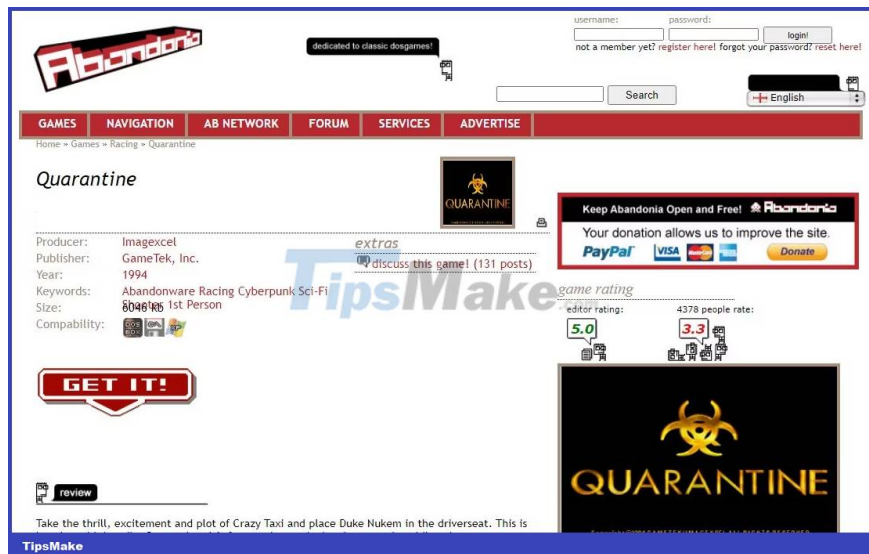 username: password:
login!
not a member yet? register here! forgot your password? reset here!
Abandonia
dedicated to classic dosgames!
Search
English
GAMES NAVIGATION AB NETWORK FORUM SERVICES ADVERTISE
Home » Games » Racing » Quarantine
Quarantine
QUARANTINE
Producer: Imagexcel
Publisher: GameTek, Inc.
Year: 1994
Keywords: Abandonware Racing Cyberpunk Sci-Fi
Shooter 1st Person
Size: 6046 Kb
Compability:
extras
discuss this game! (131 posts)
TipsMake
.com
Keep Abandonia Open and Free! Abandonia
Your donation allows us to improve the site.
PayPal VISA Donate
game rating
editor rating: 4378 people rate:
5.0 3.3
GET IT!
QUARANTINE
review
Take the thrill, excitement and plot of Crazy Taxi and place Duke Nukem in the driverseat. This is
TipsMake